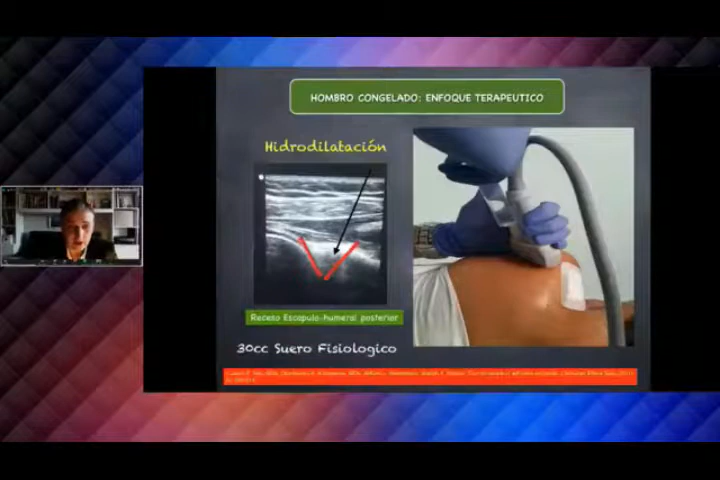 HOMBRO CONGELADO: ENFOQUE TERAPEUTICO
Hidrodilatación
Receso Escapulo-humeral posterior
30cc Suero Fisiologico